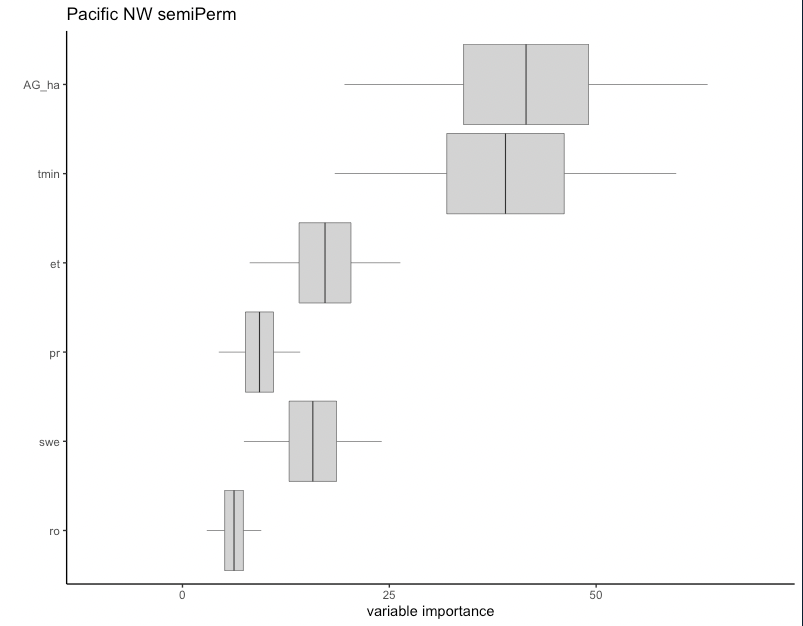 Pacific NW semiPerm
AG_ha
tmin
et
pr
swe
ro
0 25 50
variable importance